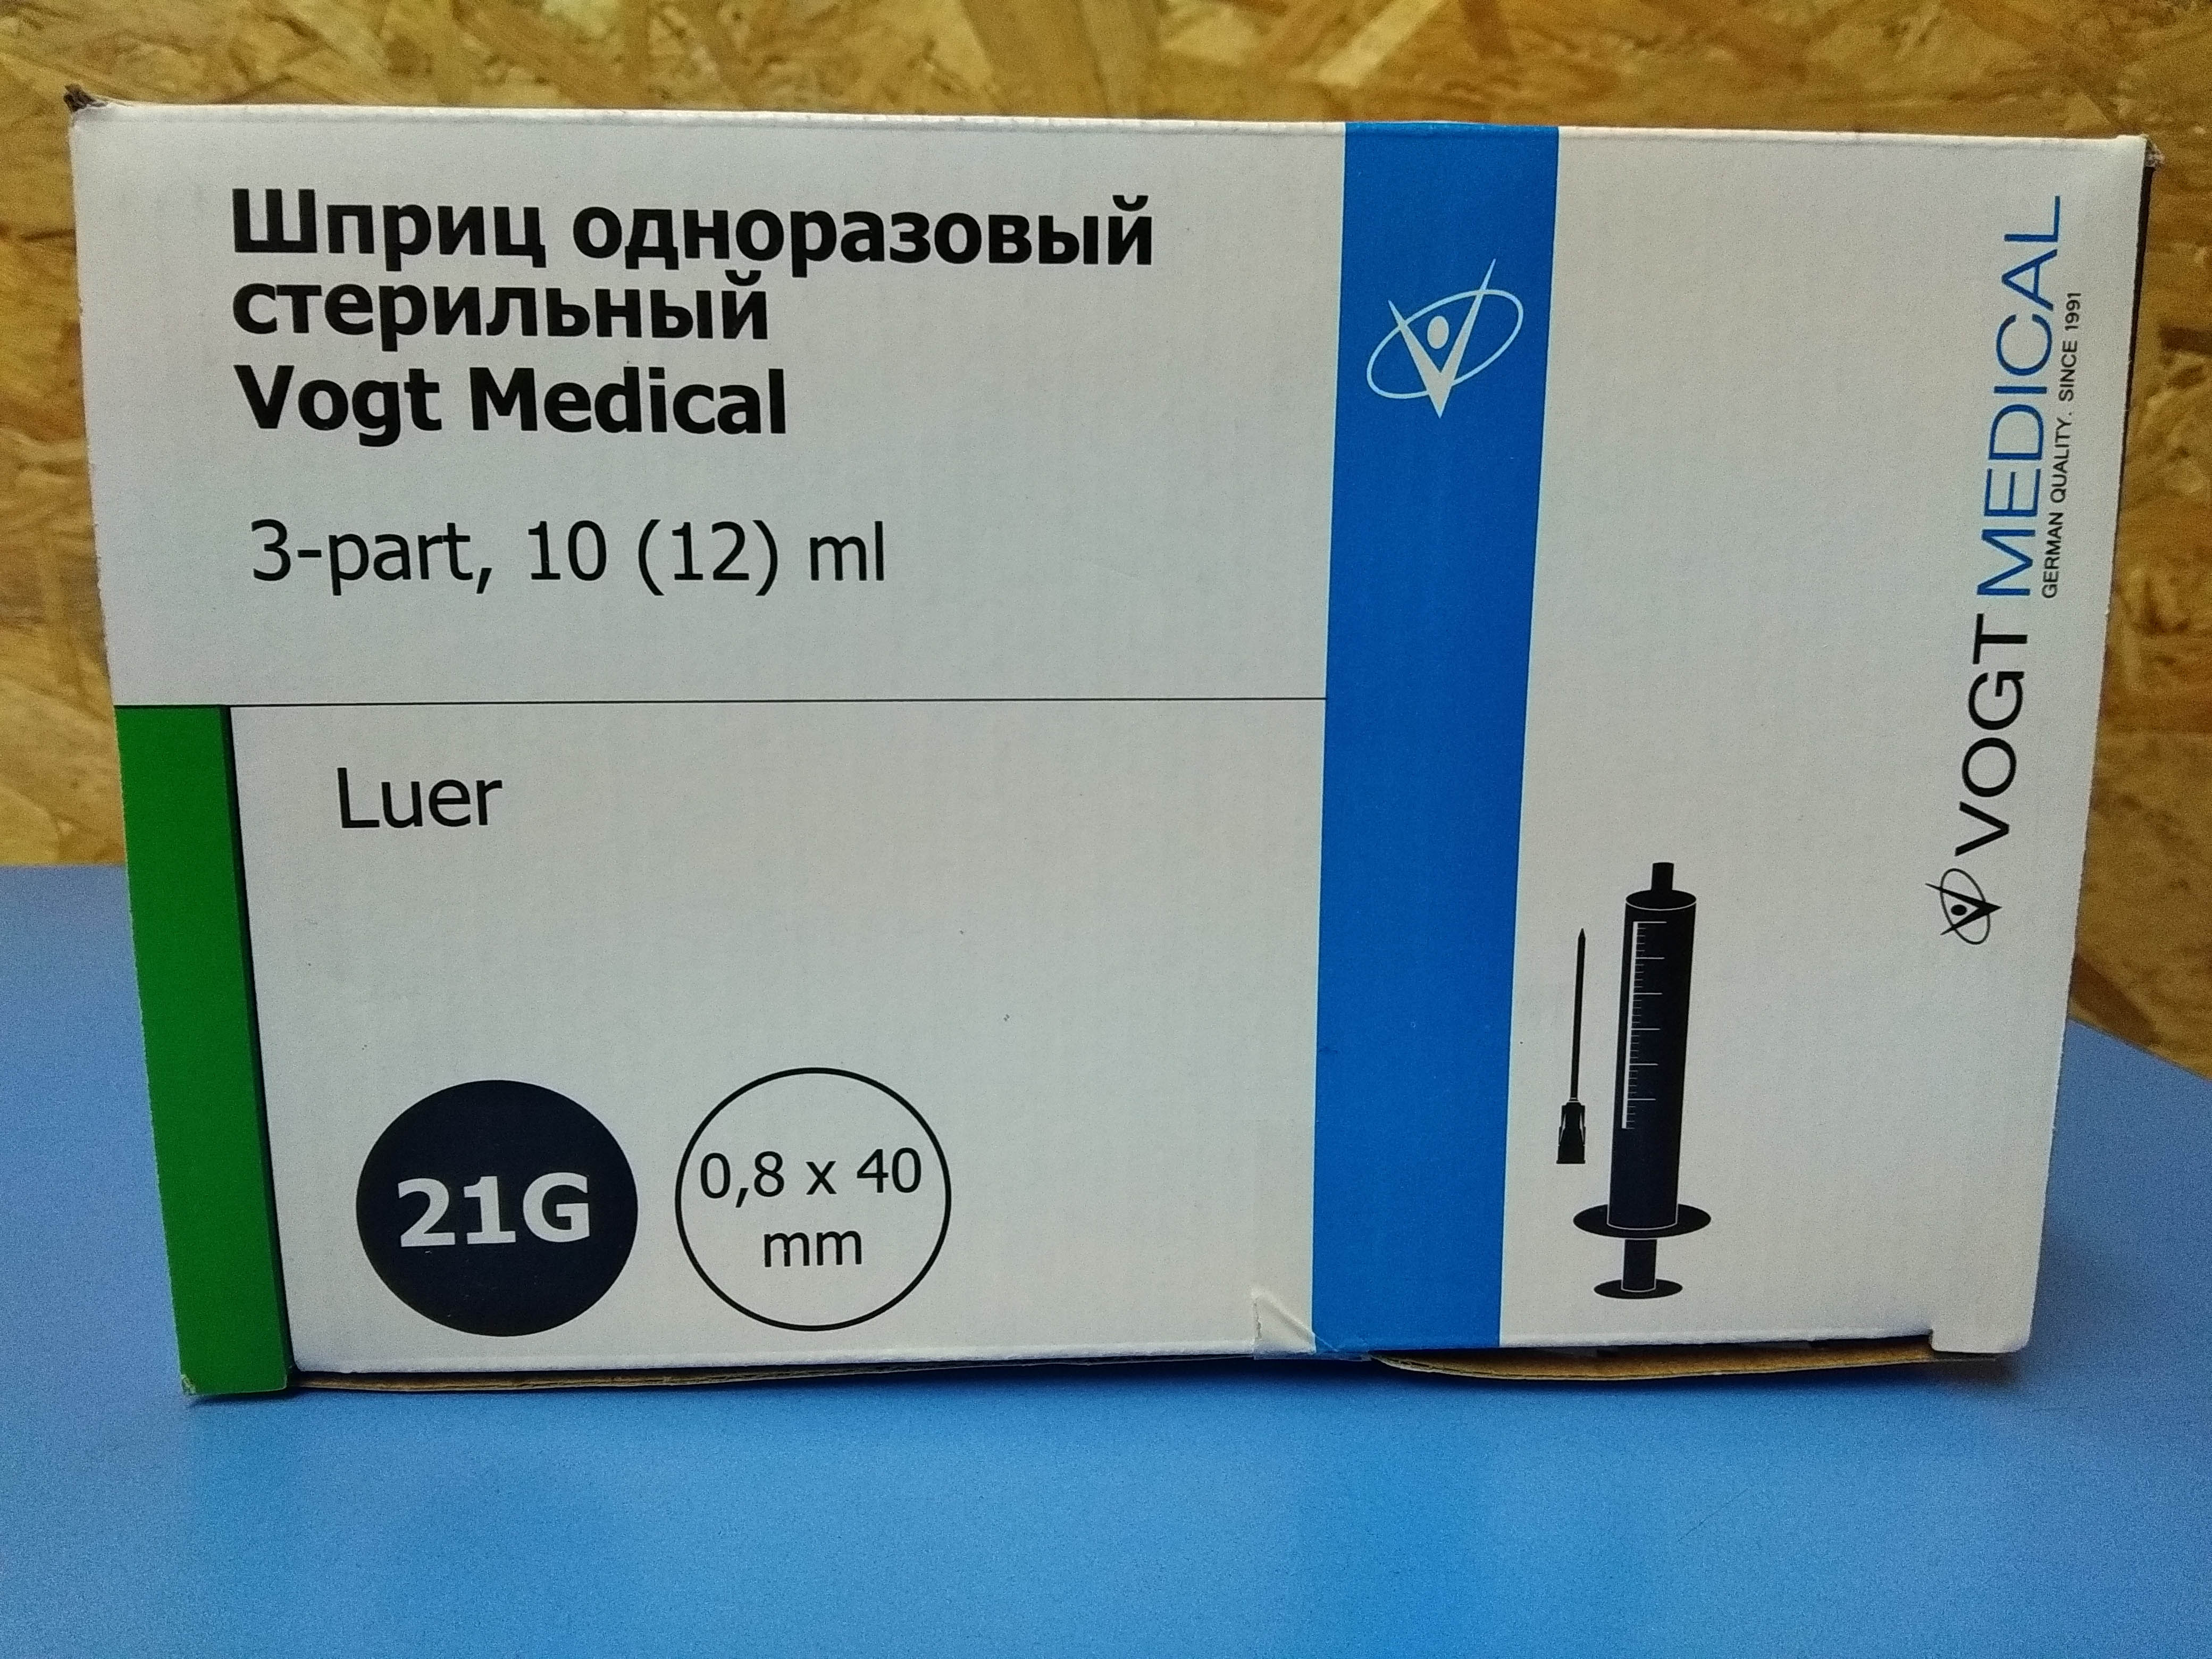 Шприц одноразовый
стерильный
Vogt Medical
3-part, 10 (12) ml
Luer
21G
0,8 x 40
mm
VOGT MEDICAL
GERMAN QUALITY. SINCE 1991